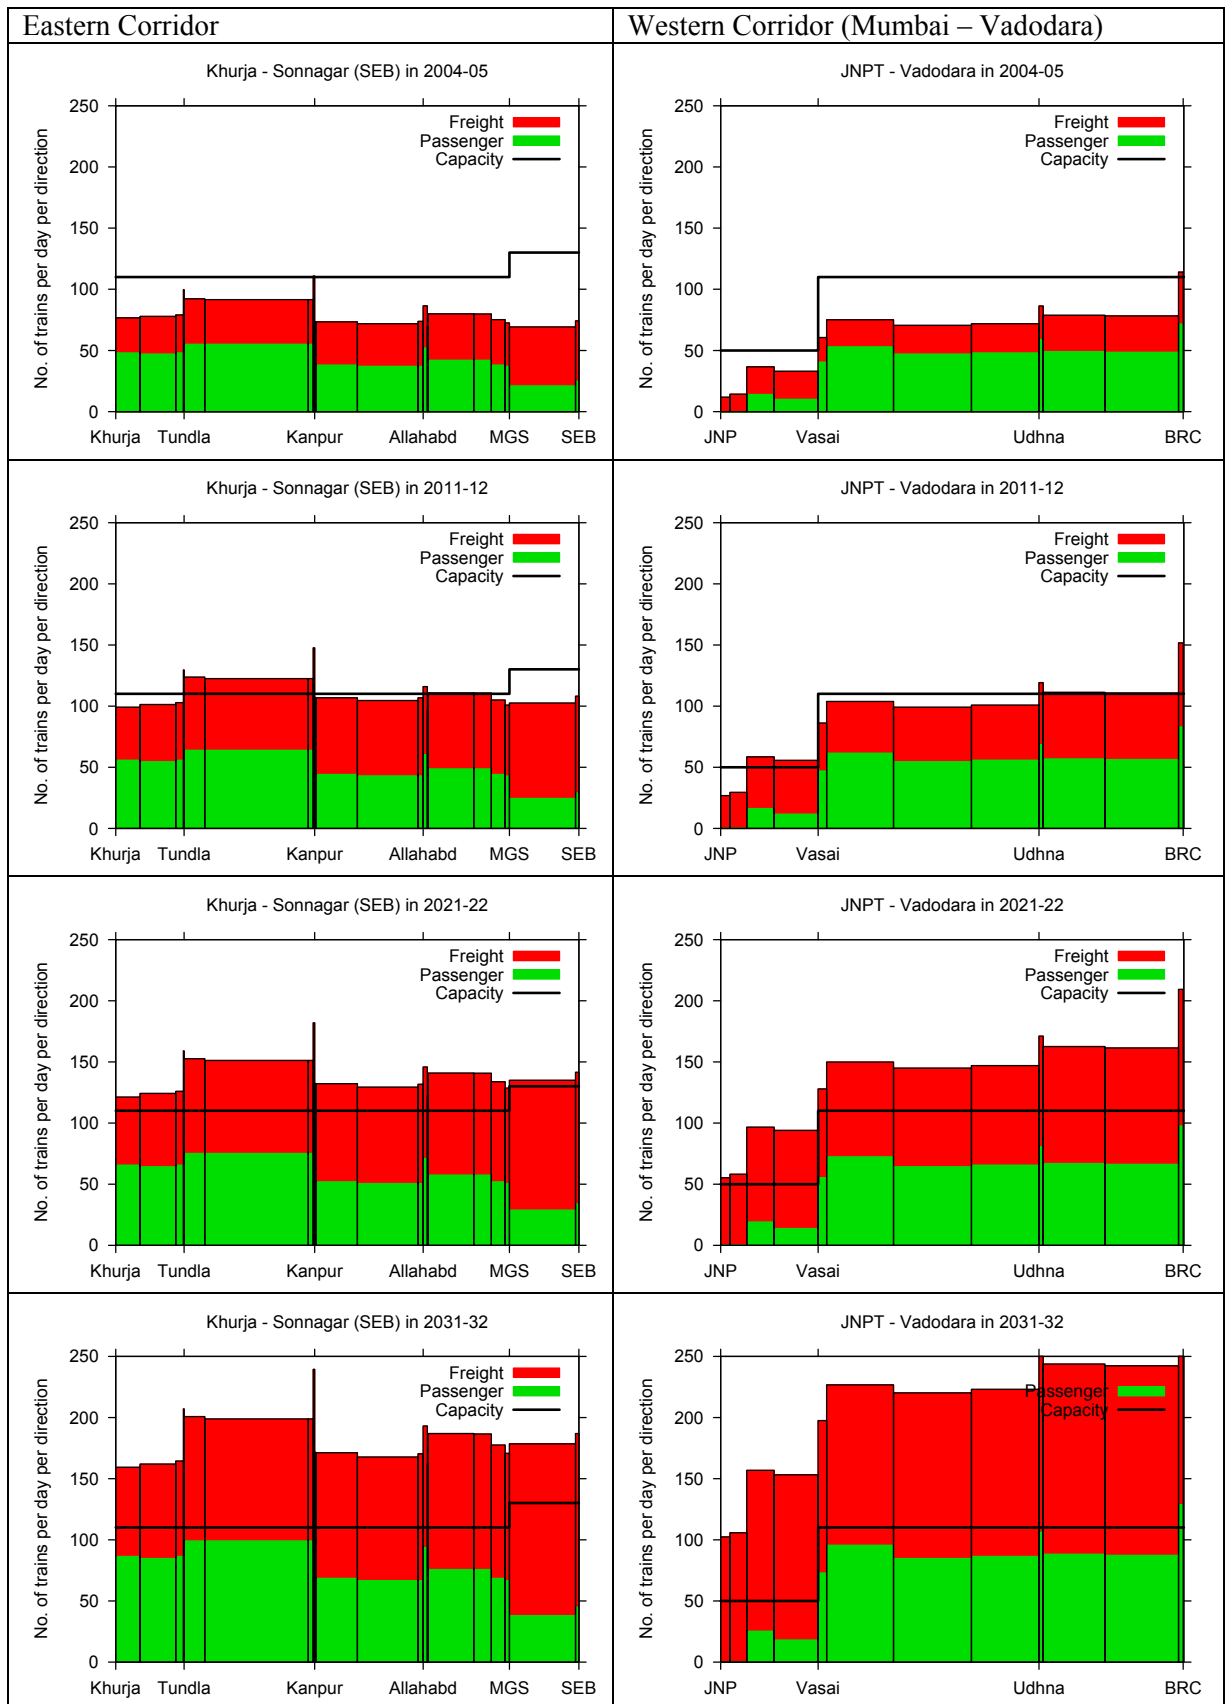 Eastern Corridor
Western Corridor (Mumbai – Vadodara)
Khurja - Sonnagar (SEB) in 2004-05
No. of trains per day per direction
250
200
150
100
50
0
Freight
Passenger
Capacity
Khurja Tundla Kanpur Allahabd MGS SEB
JNPT - Vadodara in 2004-05
No. of trains per day per direction
250
200
150
100
50
0
Freight
Passenger
Capacity
JNP Vasai Udhna BRC
Khurja - Sonnagar (SEB) in 2011-12
No. of trains per day per direction
250
200
150
100
50
0
Freight
Passenger
Capacity
Khurja Tundla Kanpur Allahabd MGS SEB
JNPT - Vadodara in 2011-12
No. of trains per day per direction
250
200
150
100
50
0
Freight
Passenger
Capacity
JNP Vasai Udhna BRC
Khurja - Sonnagar (SEB) in 2021-22
No. of trains per day per direction
250
200
150
100
50
0
Freight
Passenger
Capacity
Khurja Tundla Kanpur Allahabd MGS SEB
JNPT - Vadodara in 2021-22
No. of trains per day per direction
250
200
150
100
50
0
Freight
Passenger
Capacity
JNP Vasai Udhna BRC
Khurja - Sonnagar (SEB) in 2031-32
No. of trains per day per direction
250
200
150
100
50
0
Freight
Passenger
Capacity
Khurja Tundla Kanpur Allahabd MGS SEB
JNPT - Vadodara in 2031-32
No. of trains per day per direction
250
200
150
100
50
0
Passenger
Capacity
JNP Vasai Udhna BRC